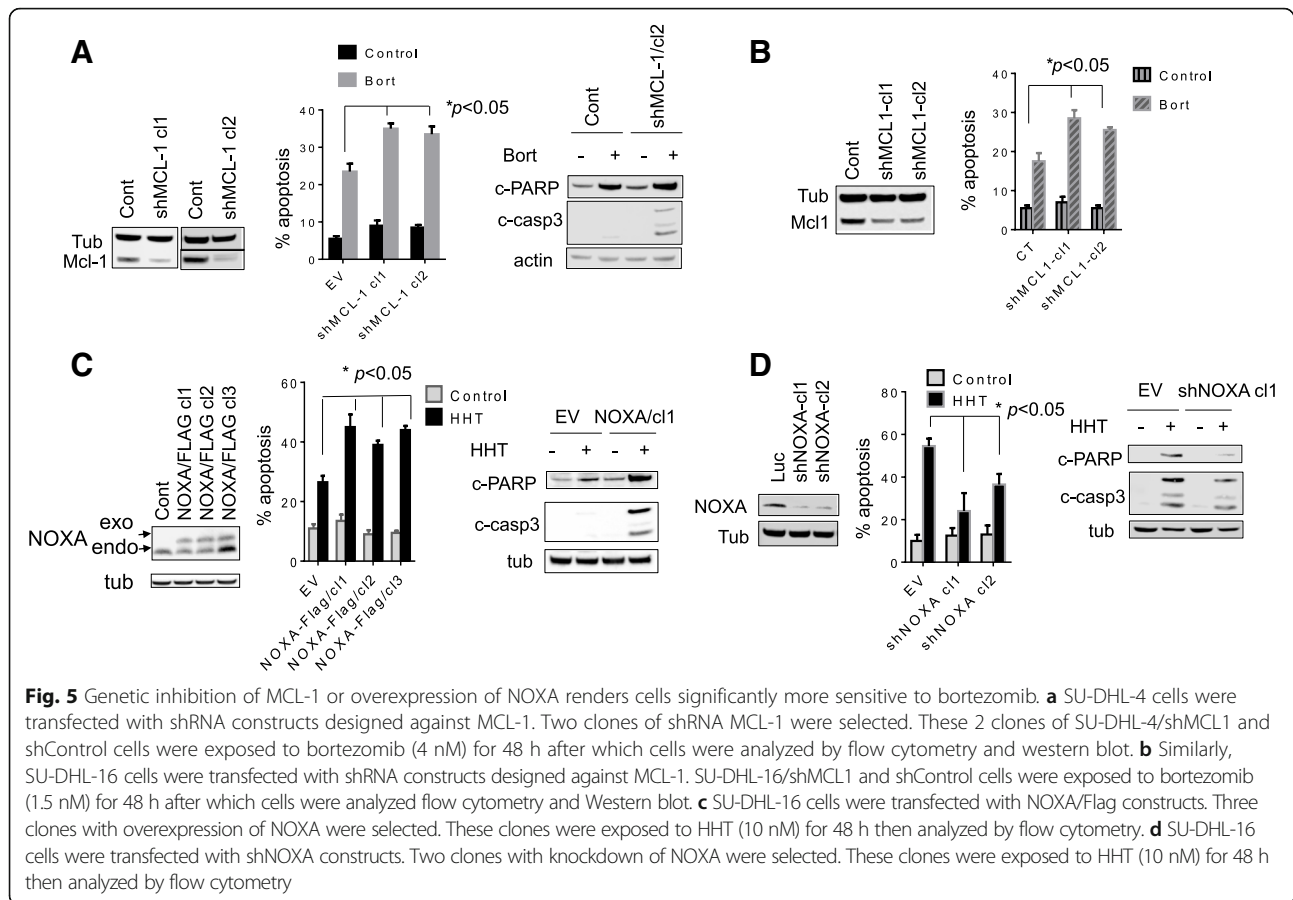 A
Control
Bort
*p<0.05
Cont
shMCL-1 cl1
Cont
shMCL-1 cl2
Tub
Mcl-1
% apoptosis
40
30
20
10
0
EV
shMCL-1 cl1
shMCL-1 cl2
Cont
shMCL-1/cl2
Bort - + - +
c-PARP
c-casp3
actin
B
*p<0.05
Control
Bort
Cont
shMCL1-cl1
shMCL1-cl2
Tub
Mcl1
% apoptosis
40
30
20
10
0
CT
shMCL1-cl1
shMCL1-cl2
C
* p<0.05
Control
HHT
Cont
NOXA/FLAG cl1
NOXA/FLAG cl2
NOXA/FLAG cl3
exo
NOXA
endo
tub
% apoptosis
60
40
20
0
EV
NOXA-Flag/cl1
NOXA-Flag/cl2
NOXA-Flag/cl3
EV NOXA/cl1
HHT - + - +
c-PARP
c-casp3
tub
D
Control
HHT
* p<0.05
Luc
shNOXA-cl1
shNOXA-cl2
NOXA
Tub
% apoptosis
80
60
40
20
0
EV
shNOXA cl1
shNOXA cl2
EV shNOXA cl1
HHT - + - +
c-PARP
c-casp3
tub
Fig. 5 Genetic inhibition of MCL-1 or overexpression of NOXA renders cells significantly more sensitive to bortezomib. a SU-DHL-4 cells were
transfected with shRNA constructs designed against MCL-1. Two clones of shRNA MCL-1 were selected. These 2 clones of SU-DHL-4/shMCL1 and
shControl cells were exposed to bortezomib (4 nM) for 48 h after which cells were analyzed by flow cytometry and western blot. b Similarly,
SU-DHL-16 cells were transfected with shRNA constructs designed against MCL-1. SU-DHL-16/shMCL1 and shControl cells were exposed to bortezomib
(1.5 nM) for 48 h after which cells were analyzed flow cytometry and Western blot. c SU-DHL-16 cells were transfected with NOXA/Flag constructs. Three
clones with overexpression of NOXA were selected. These clones were exposed to HHT (10 nM) for 48 h then analyzed by flow cytometry. d SU-DHL-16
cells were transfected with shNOXA constructs. Two clones with knockdown of NOXA were selected. These clones were exposed to HHT (10 nM) for 48 h
then analyzed by flow cytometry